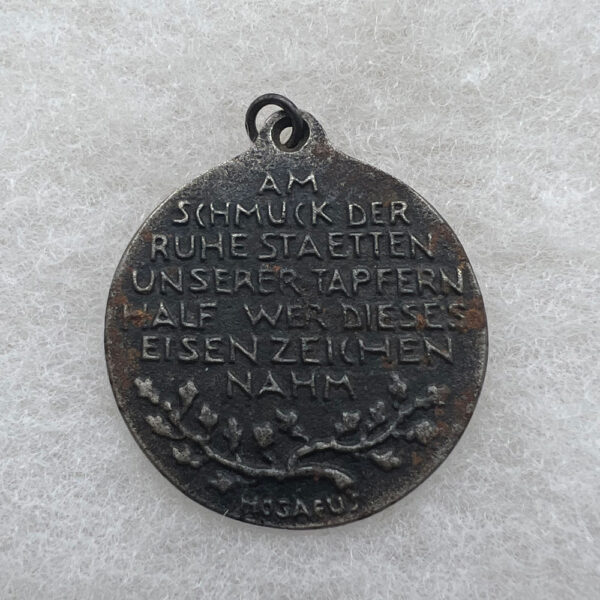 AM
SCHMUCK DER
RUHE STAETTEN
UNSERER TAPFERN
HALF WER DIESES
EISEN ZEICHEN
NAHM
HOSAEUS